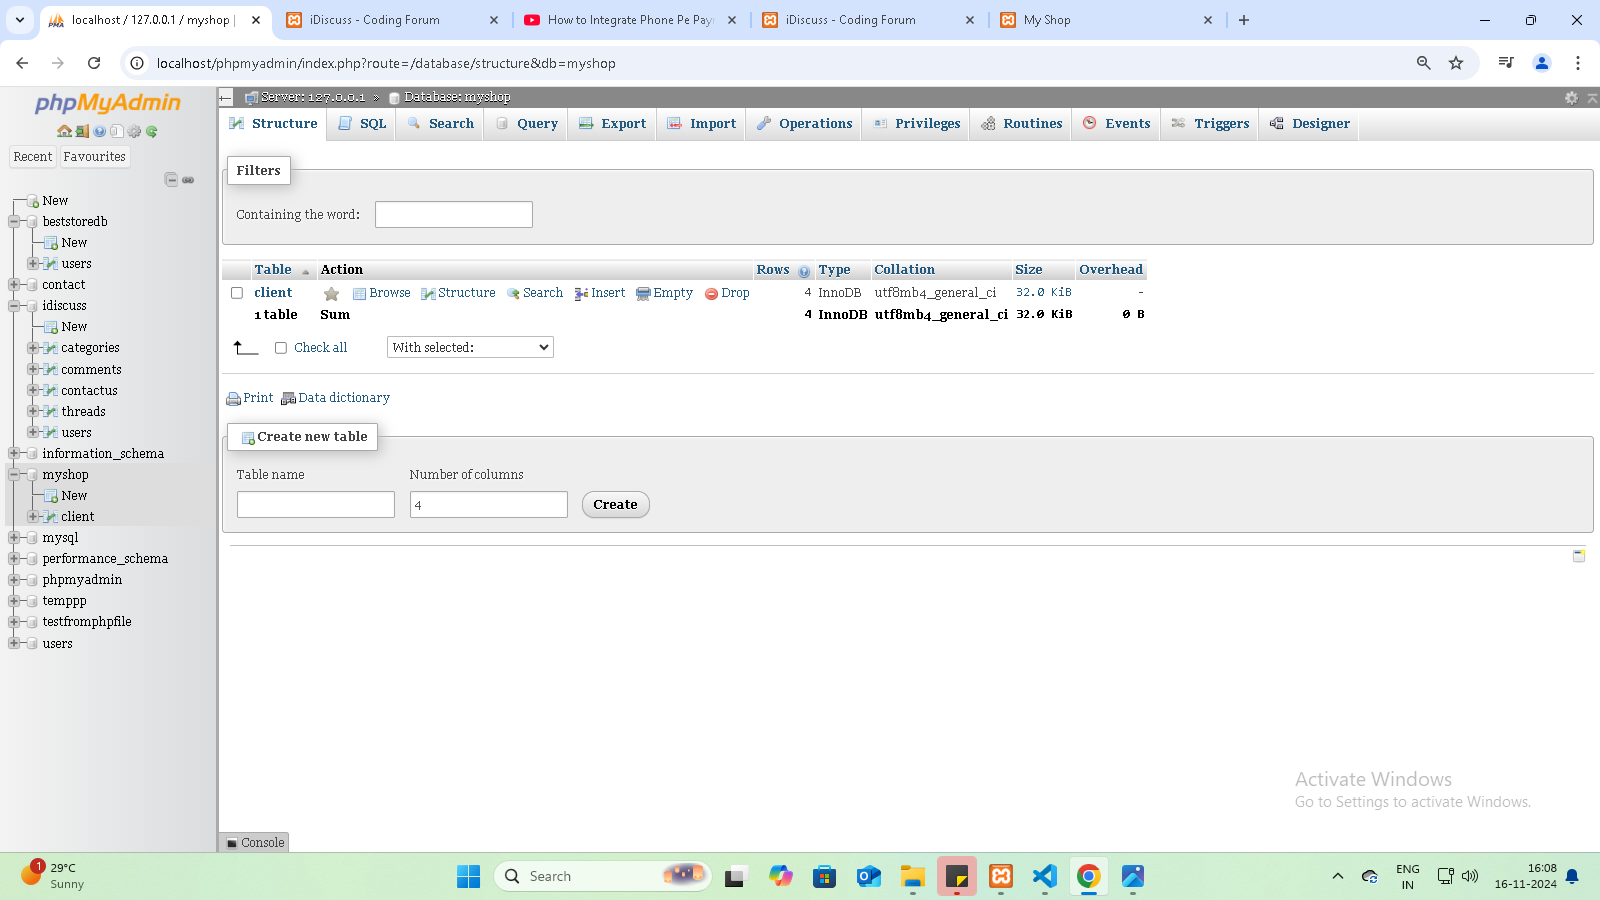 localhost / 127.0.0.1 / myshop |
iDiscuss - Coding Forum
How to Integrate Phone Pe Pay
iDiscuss - Coding Forum
My Shop
localhost/phpmyadmin/index.php?route=/database/structure&db=myshop
phpMyAdmin
Recent
Favourites
New
beststoredb
New
users
contact
idiscuss
New
categories
comments
contactus
threads
users
information_schema
myshop
New
client
mysql
performance_schema
phpmyadmin
temppp
testfromphpfile
users
Server: 127.0.0.1 » Database: myshop
Structure SQL Search Query Export Import Operations Privileges Routines Events Triggers Designer
Filters
Containing the word:
Table Action Rows Type Collation Size Overhead
client Browse Structure Search Insert Empty Drop 4 InnoDB utf8mb4_general_ci 32.0 KiB -
1 table Sum 4 InnoDB utf8mb4_general_ci 32.0 KiB 0 B
Check all With selected:
Print Data dictionary
Create new table
Table name Number of columns
4 Create
Activate Windows
Go to Settings to activate Windows.
Console
1
29°C
Sunny
Search
ENG
IN
16:08
16-11-2024